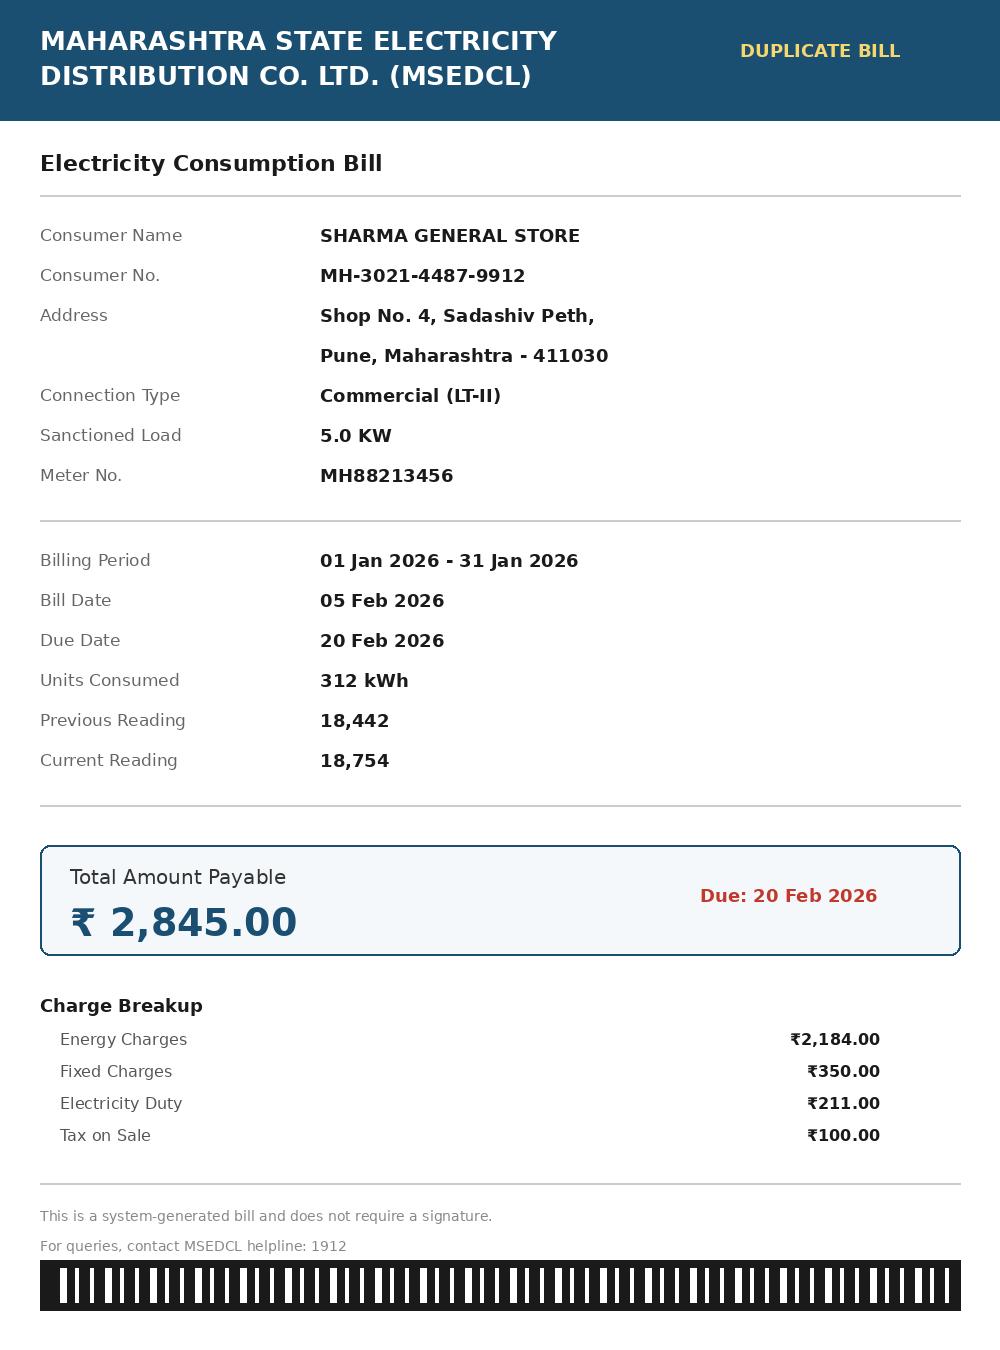 MAHARASHTRA STATE ELECTRICITY
DISTRIBUTION CO. LTD. (MSEDCL)
DUPLICATE BILL
Electricity Consumption Bill
Consumer Name SHARMA GENERAL STORE
Consumer No. MH-3021-4487-9912
Address Shop No. 4, Sadashiv Peth,
Pune, Maharashtra - 411030
Connection Type Commercial (LT-II)
Sanctioned Load 5.0 KW
Meter No. MH88213456
Billing Period 01 Jan 2026 - 31 Jan 2026
Bill Date 05 Feb 2026
Due Date 20 Feb 2026
Units Consumed 312 kWh
Previous Reading 18,442
Current Reading 18,754
Total Amount Payable
₹ 2,845.00
Due: 20 Feb 2026
Charge Breakup
Energy Charges ₹2,184.00
Fixed Charges ₹350.00
Electricity Duty ₹211.00
Tax on Sale ₹100.00
This is a system-generated bill and does not require a signature.
For queries, contact MSEDCL helpline: 1912